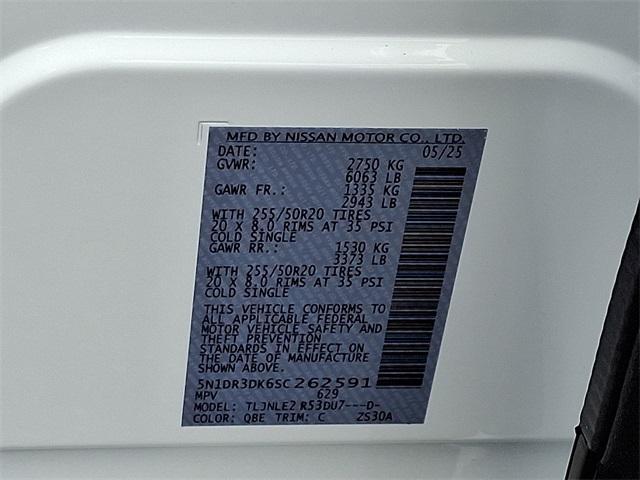 MFD BY NISSAN MOTOR CO., LTD.
DATE: 05/25
GVWR: 2750 KG
6063 LB
GAWR FR.: 1335 KG
2943 LB
WITH 255/50R20 TIRES
20 X 8.0 RIMS AT 35 PSI
COLD SINGLE
GAWR RR.: 1530 KG
3373 LB
WITH 255/50R20 TIRES
20 X 8.0 RIMS AT 35 PSI
COLD SINGLE
THIS VEHICLE CONFORMS TO
ALL APPLICABLE FEDERAL
MOTOR VEHICLE SAFETY AND
THEFT PREVENTION
STANDARDS IN EFFECT ON
THE DATE OF MANUFACTURE
SHOWN ABOVE.
5N1DR3DK6SC262591
MPV 629
MODEL: TLJNLE2 R53DU7---D-
COLOR: QBE TRIM: C ZS30A